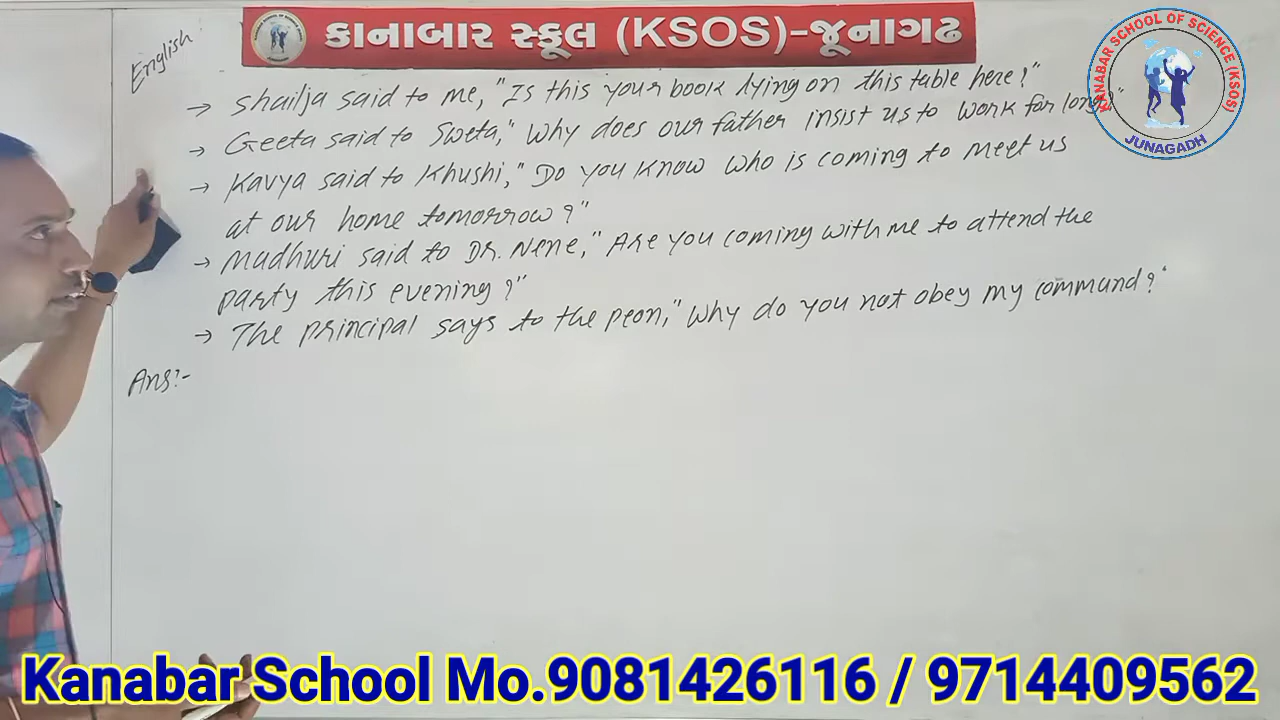 કાનાબાર સ્કૂલ (KSOS)-જૂનાગઢ
KANABAR SCHOOL OF SCIENCE (KSOS)
JUNAGADH
English:
→ Shailja said to me, "Is this your book lying on this table here?"
→ Geeta said to Sweta," Why does our father insist us to work for long?"
→ Kavya said to Khushi," Do you know who is coming to meet us
at our home tomorrow?"
→ Madhuri said to Dr. Nene," Are you coming with me to attend the
party this evening?"
→ The principal says to the peon," Why do you not obey my command?"
Ans:-
Kanabar School Mo.9081426116 / 9714409562